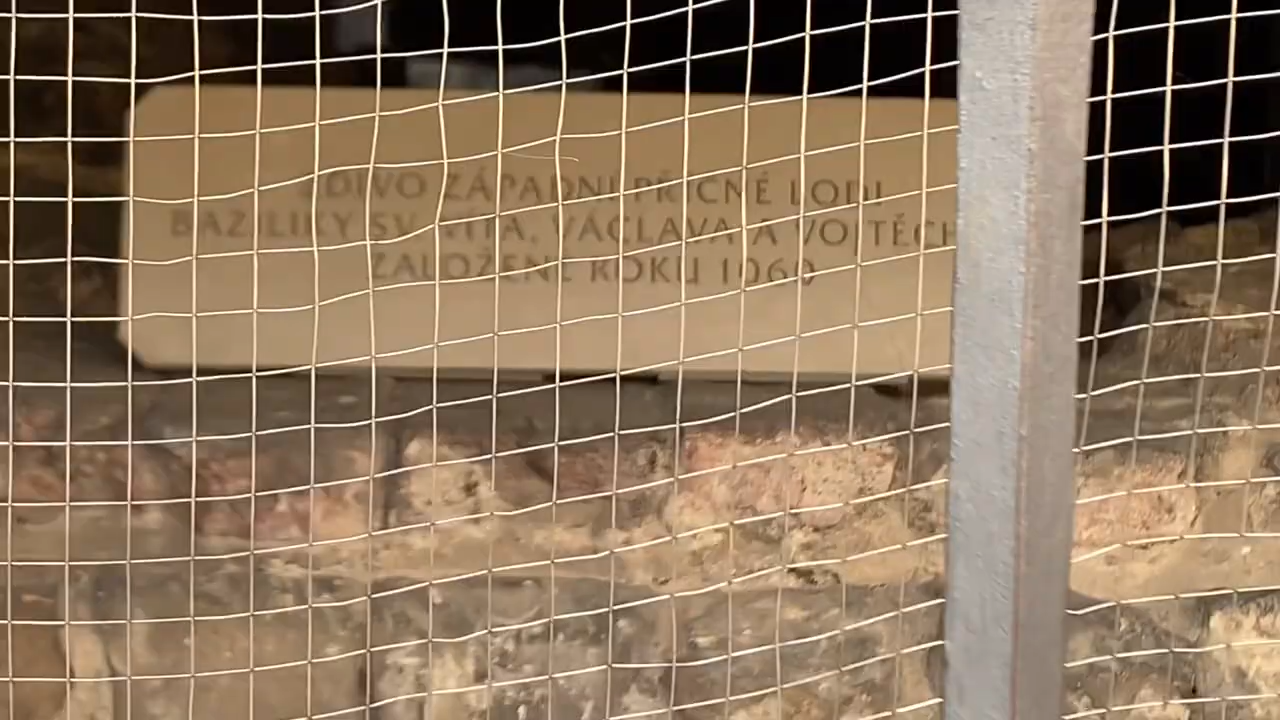 ZDIVO ZÁPADNÍ PŘÍČNÉ LODI
BAZILIKY SV. VÍTA, VÁCLAVA A VOJTĚCH
ZALOŽENÉ ROKU 1060